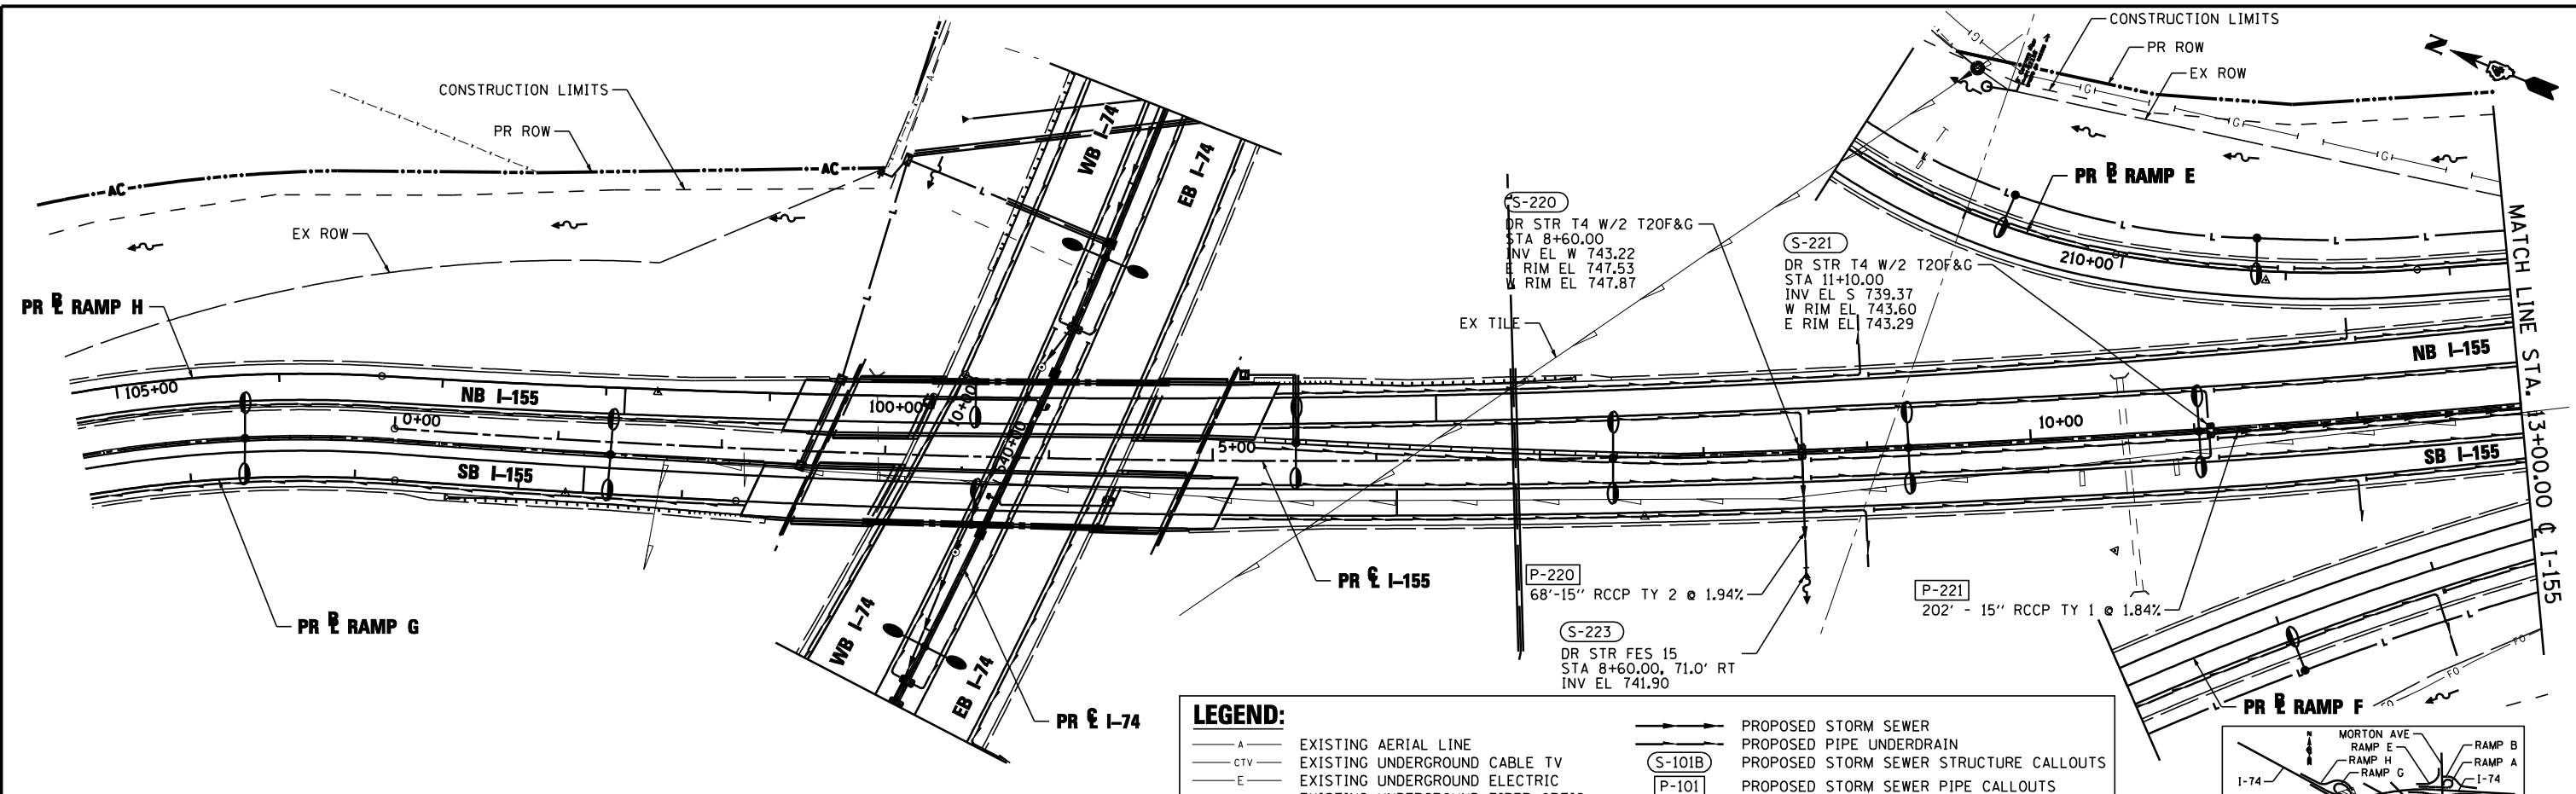 CONSTRUCTION LIMITS
PR ROW
AC
AC
EX ROW
PR B RAMP H
105+00
NB I-155
0+00
SB I-155
PR B RAMP G
A
L
L
WB I-74
EB I-74
100+00
10+00
540+00
5+00
WB I-74
EB I-74
PR C I-74
PR C I-155
EX TILE
S-220
DR STR T4 W/2 T20F&G
STA 8+60.00
INV EL W 743.22
E RIM EL 747.53
W RIM EL 747.87
S-221
DR STR T4 W/2 T20F&G
STA 11+10.00
INV EL S 739.37
W RIM EL 743.60
E RIM EL 743.29
P-220
68'-15" RCCP TY 2 @ 1.94%
S-223
DR STR FES 15
STA 8+60.00, 71.0' RT
INV EL 741.90
P-221
202' - 15" RCCP TY 1 @ 1.84%
CONSTRUCTION LIMITS
PR ROW
EX ROW
N
G
G
G
G
PR B RAMP E
L
L
L
L
L
210+00
10+00
NB I-155
SB I-155
MATCH LINE STA. 13+00.00 C I-155
L
L
L
L
FO
FO
FO
PR B RAMP F
LEGEND:
A EXISTING AERIAL LINE
CTV EXISTING UNDERGROUND CABLE TV
E EXISTING UNDERGROUND ELECTRIC
PROPOSED STORM SEWER
PROPOSED PIPE UNDERDRAIN
S-101B PROPOSED STORM SEWER STRUCTURE CALLOUTS
P-101 PROPOSED STORM SEWER PIPE CALLOUTS
MORTON AVE
RAMP E
RAMP H
RAMP G
I-74
RAMP B
RAMP A
I-74